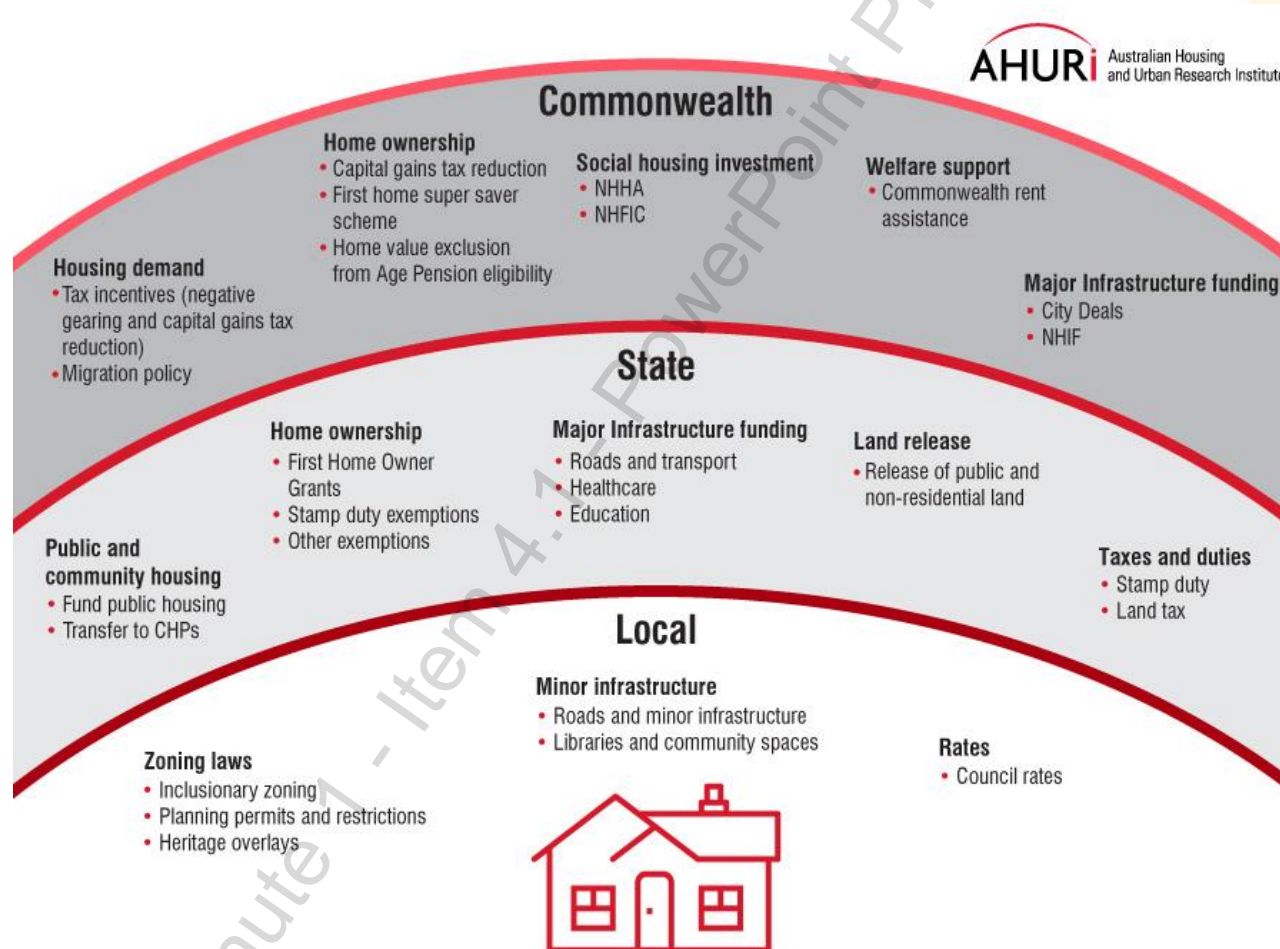 AHURi Australian Housing
and Urban Research Institute
Commonwealth
Home ownership
• Capital gains tax reduction
• First home super saver
scheme
• Home value exclusion
from Age Pension eligibility
Social housing investment
• NHHA
• NHFIC
Welfare support
• Commonwealth rent
assistance
Housing demand
• Tax incentives (negative
gearing and capital gains tax
reduction)
• Migration policy
Major Infrastructure funding
• City Deals
• NHIF
State
Home ownership
• First Home Owner
Grants
• Stamp duty exemptions
• Other exemptions
Major Infrastructure funding
• Roads and transport
• Healthcare
• Education
Land release
• Release of public and
non-residential land
Public and
community housing
• Fund public housing
• Transfer to CHPs
Taxes and duties
• Stamp duty
• Land tax
Local
Minor infrastructure
• Roads and minor infrastructure
• Libraries and community spaces
Zoning laws
• Inclusionary zoning
• Planning permits and restrictions
• Heritage overlays
Rates
• Council rates
1 - Item 4.1 - PowerPoint